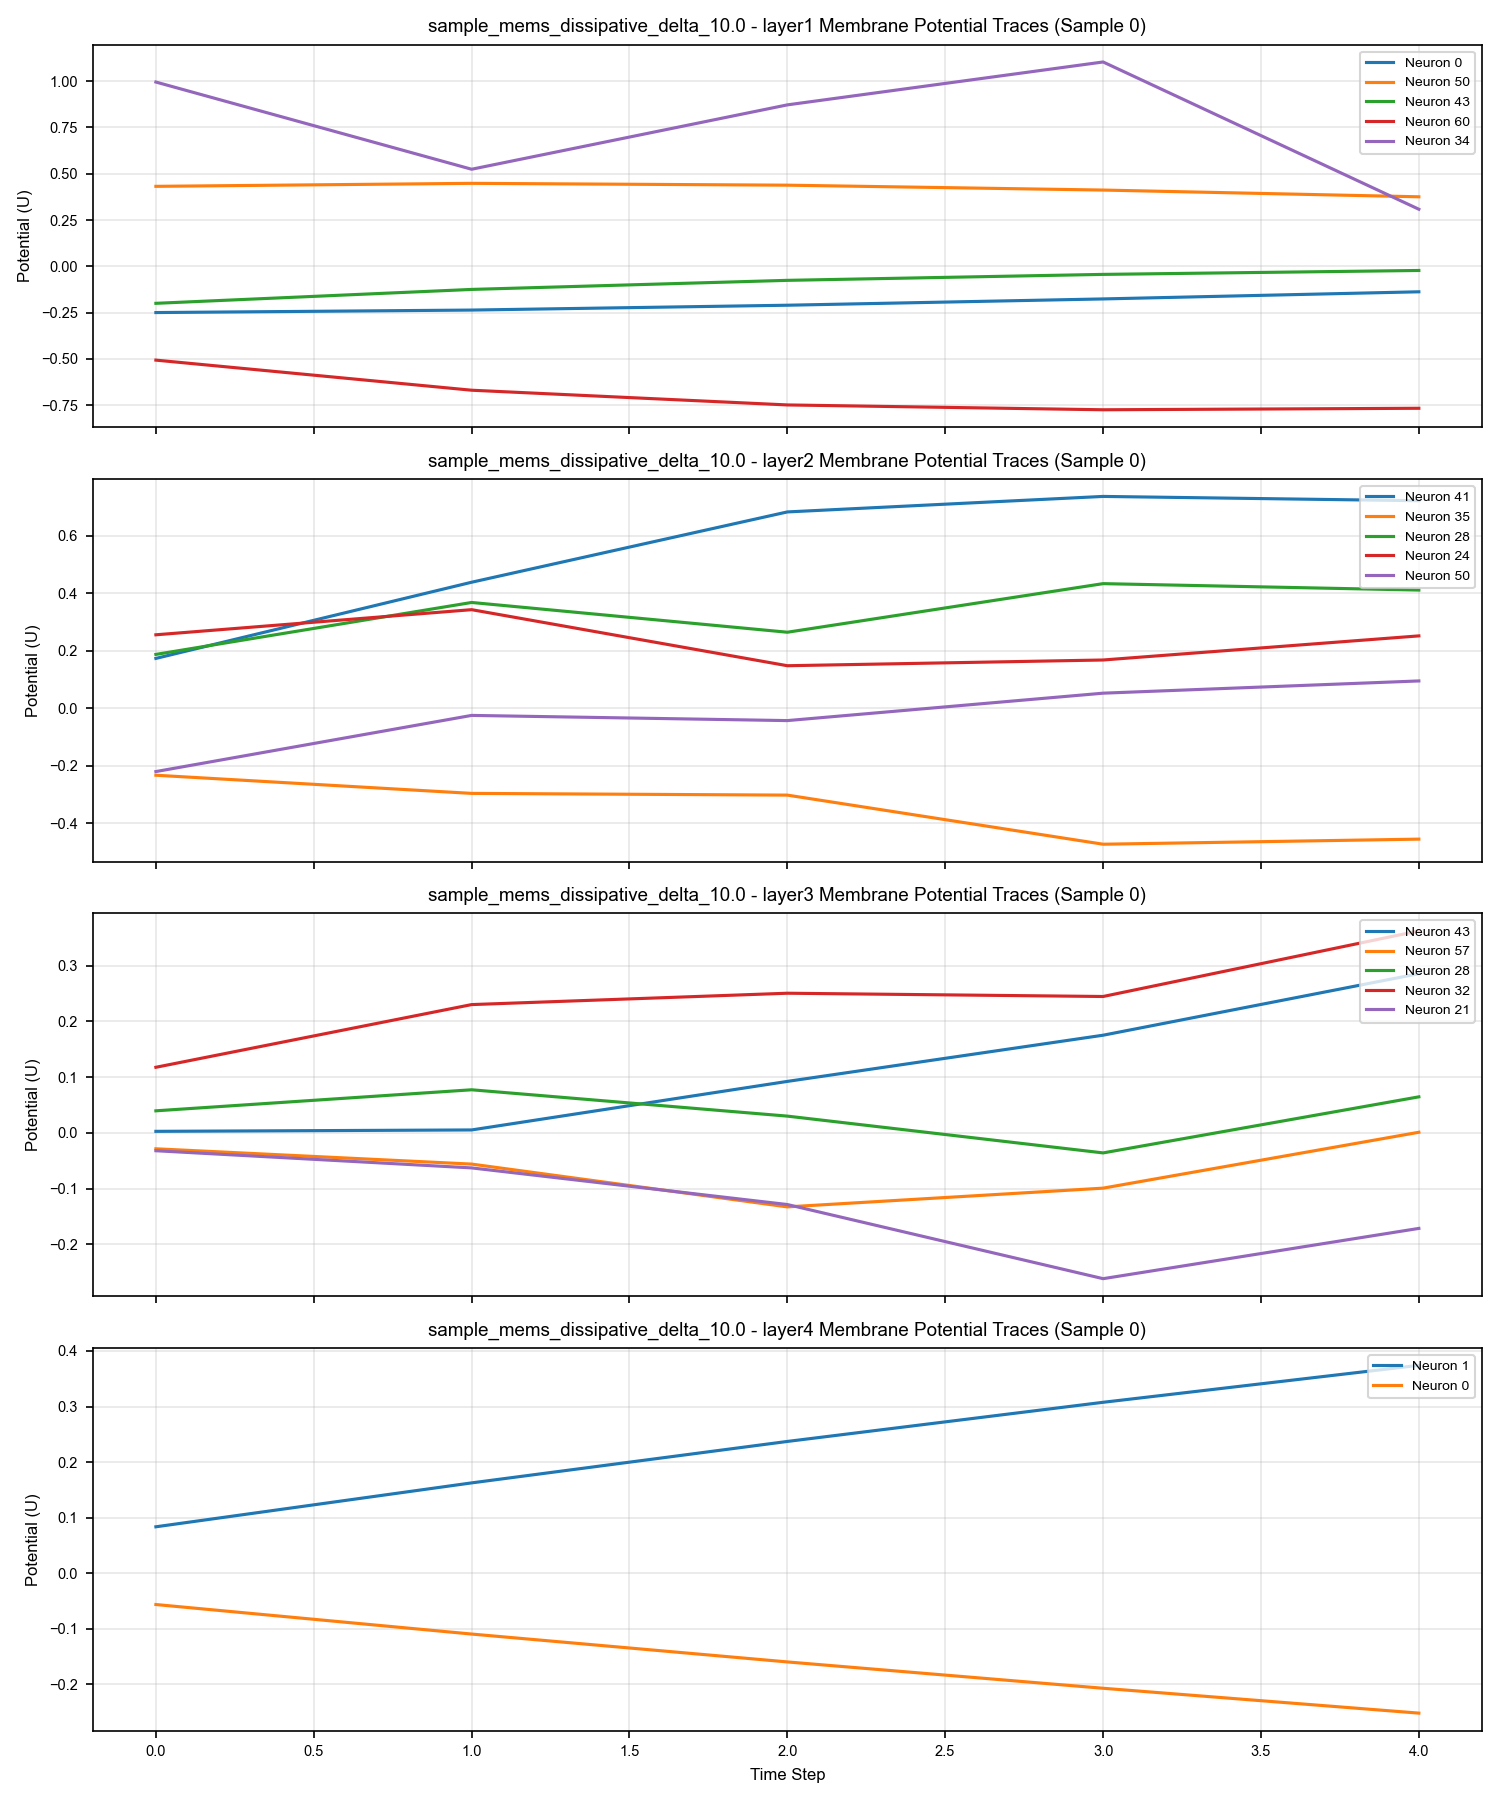 sample_mems_dissipative_delta_10.0 - layer1 Membrane Potential Traces (Sample 0)
Potential (U)
1.00
0.75
0.50
0.25
0.00
−0.25
−0.50
−0.75
Neuron 0
Neuron 50
Neuron 43
Neuron 60
Neuron 34
sample_mems_dissipative_delta_10.0 - layer2 Membrane Potential Traces (Sample 0)
Potential (U)
0.6
0.4
0.2
0.0
−0.2
−0.4
Neuron 41
Neuron 35
Neuron 28
Neuron 24
Neuron 50
sample_mems_dissipative_delta_10.0 - layer3 Membrane Potential Traces (Sample 0)
Potential (U)
0.3
0.2
0.1
0.0
−0.1
−0.2
Neuron 43
Neuron 57
Neuron 28
Neuron 32
Neuron 21
sample_mems_dissipative_delta_10.0 - layer4 Membrane Potential Traces (Sample 0)
Potential (U)
0.4
0.3
0.2
0.1
0.0
−0.1
−0.2
Neuron 1
Neuron 0
0.0 0.5 1.0 1.5 2.0 2.5 3.0 3.5 4.0
Time Step